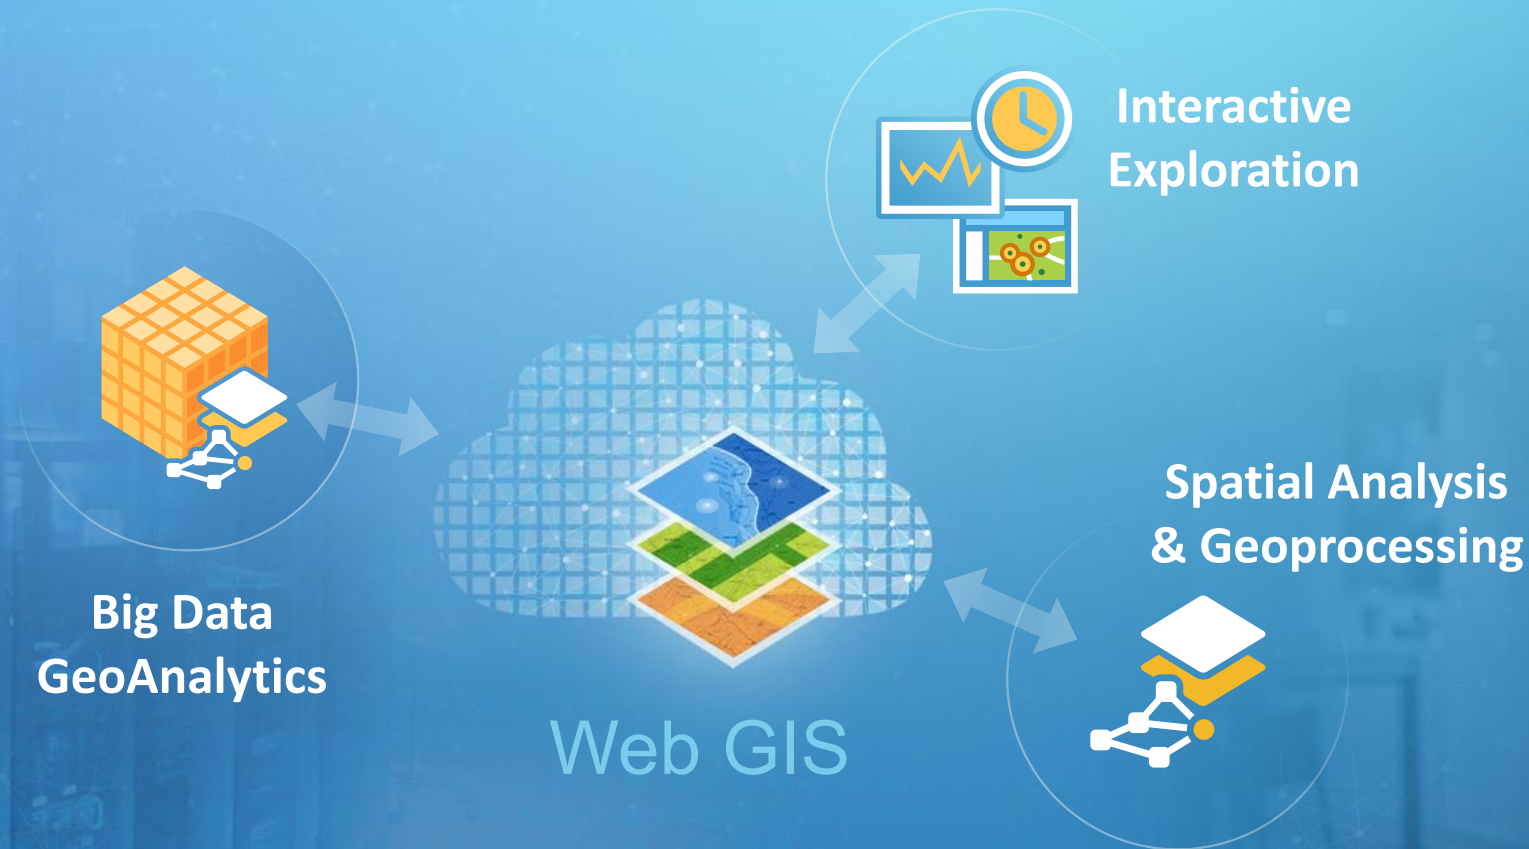 Interactive
Exploration
Big Data
GeoAnalytics
Spatial Analysis
& Geoprocessing
Web GIS